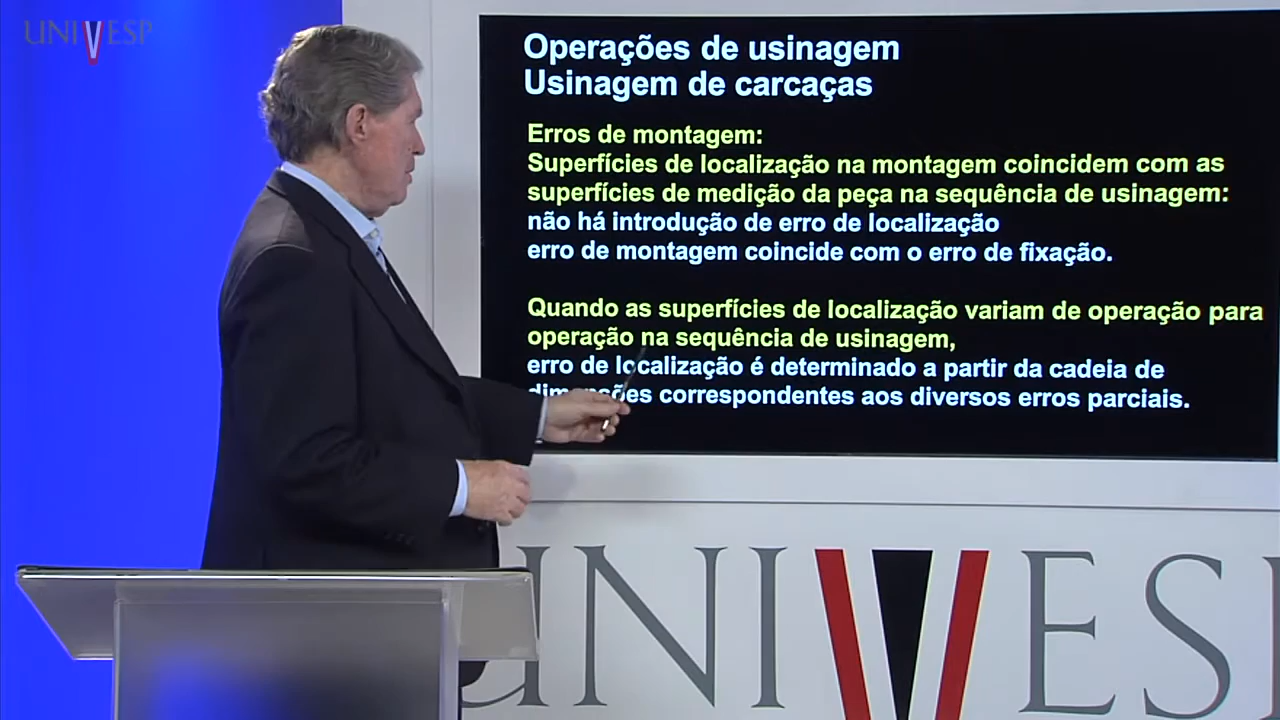 UNIVESP
Operações de usinagem
Usinagem de carcaças
Erros de montagem:
Superfícies de localização na montagem coincidem com as
superfícies de medição da peça na sequência de usinagem:
não há introdução de erro de localização
erro de montagem coincide com o erro de fixação.
Quando as superfícies de localização variam de operação para
operação na sequência de usinagem,
erro de localização é determinado a partir da cadeia de
dimensões correspondentes aos diversos erros parciais.
UNIVESP